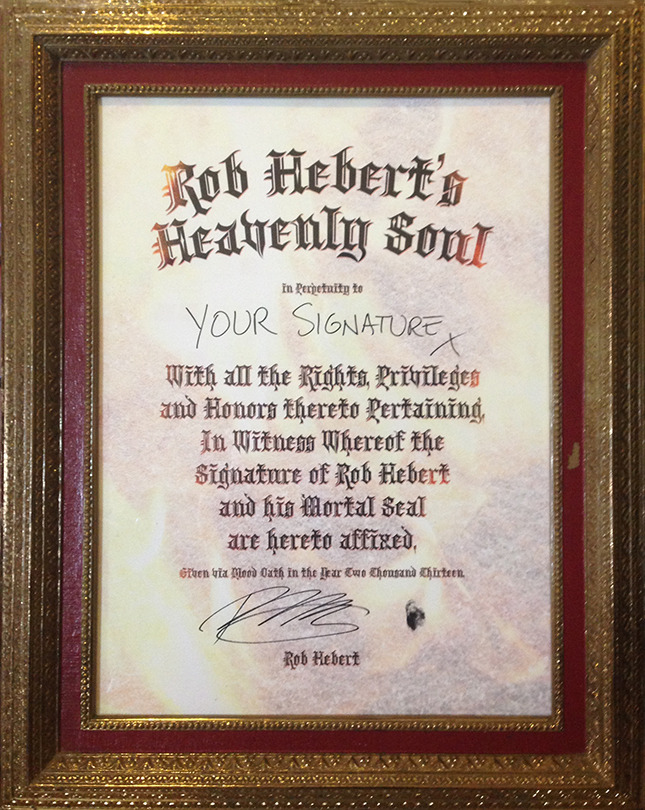 Rob Hebert's
Heavenly Soul
in Perpetuity to
YOUR SIGNATURE x
With all the Rights, Privileges
and Honors thereto Pertaining,
In Witness Whereof the
Signature of Rob Hebert
and his Mortal Seal
are hereto affixed.
Given via Blood Oath in the Year Two Thousand Thirteen.
Rob Hebert